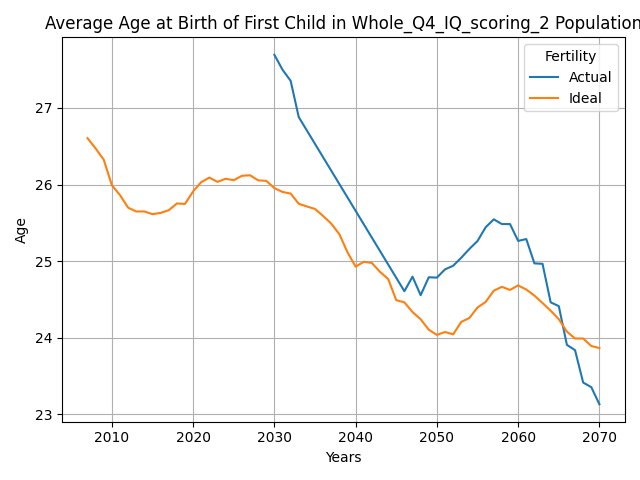 Average Age at Birth of First Child in Whole_Q4_IQ_scoring_2 Population
Fertility
Actual
Ideal
27
26
25
24
23
Age
2010 2020 2030 2040 2050 2060 2070
Years